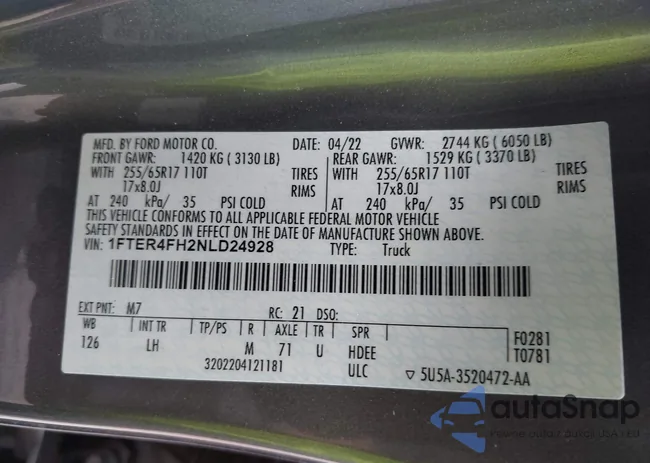 MFD. BY FORD MOTOR CO. DATE: 04/22 GVWR: 2744 KG ( 6050 LB)
FRONT GAWR: 1420 KG ( 3130 LB) REAR GAWR: 1529 KG ( 3370 LB)
WITH 255/65R17 110T TIRES WITH 255/65R17 110T TIRES
17x8.0J RIMS 17x8.0J RIMS
AT 240 kPa/ 35 PSI COLD AT 240 kPa/ 35 PSI COLD
THIS VEHICLE CONFORMS TO ALL APPLICABLE FEDERAL MOTOR VEHICLE
SAFETY STANDARDS IN EFFECT ON THE DATE OF MANUFACTURE SHOWN ABOVE.
VIN: 1FTER4FH2NLD24928 TYPE: Truck
EXT PNT: M7 RC: 21 DSO:
WB INT TR TP/PS R AXLE TR SPR F0281
126 LH M 71 U HDEE T0781
3202204121181 ULC 5U5A-3520472-AA
autoSnap